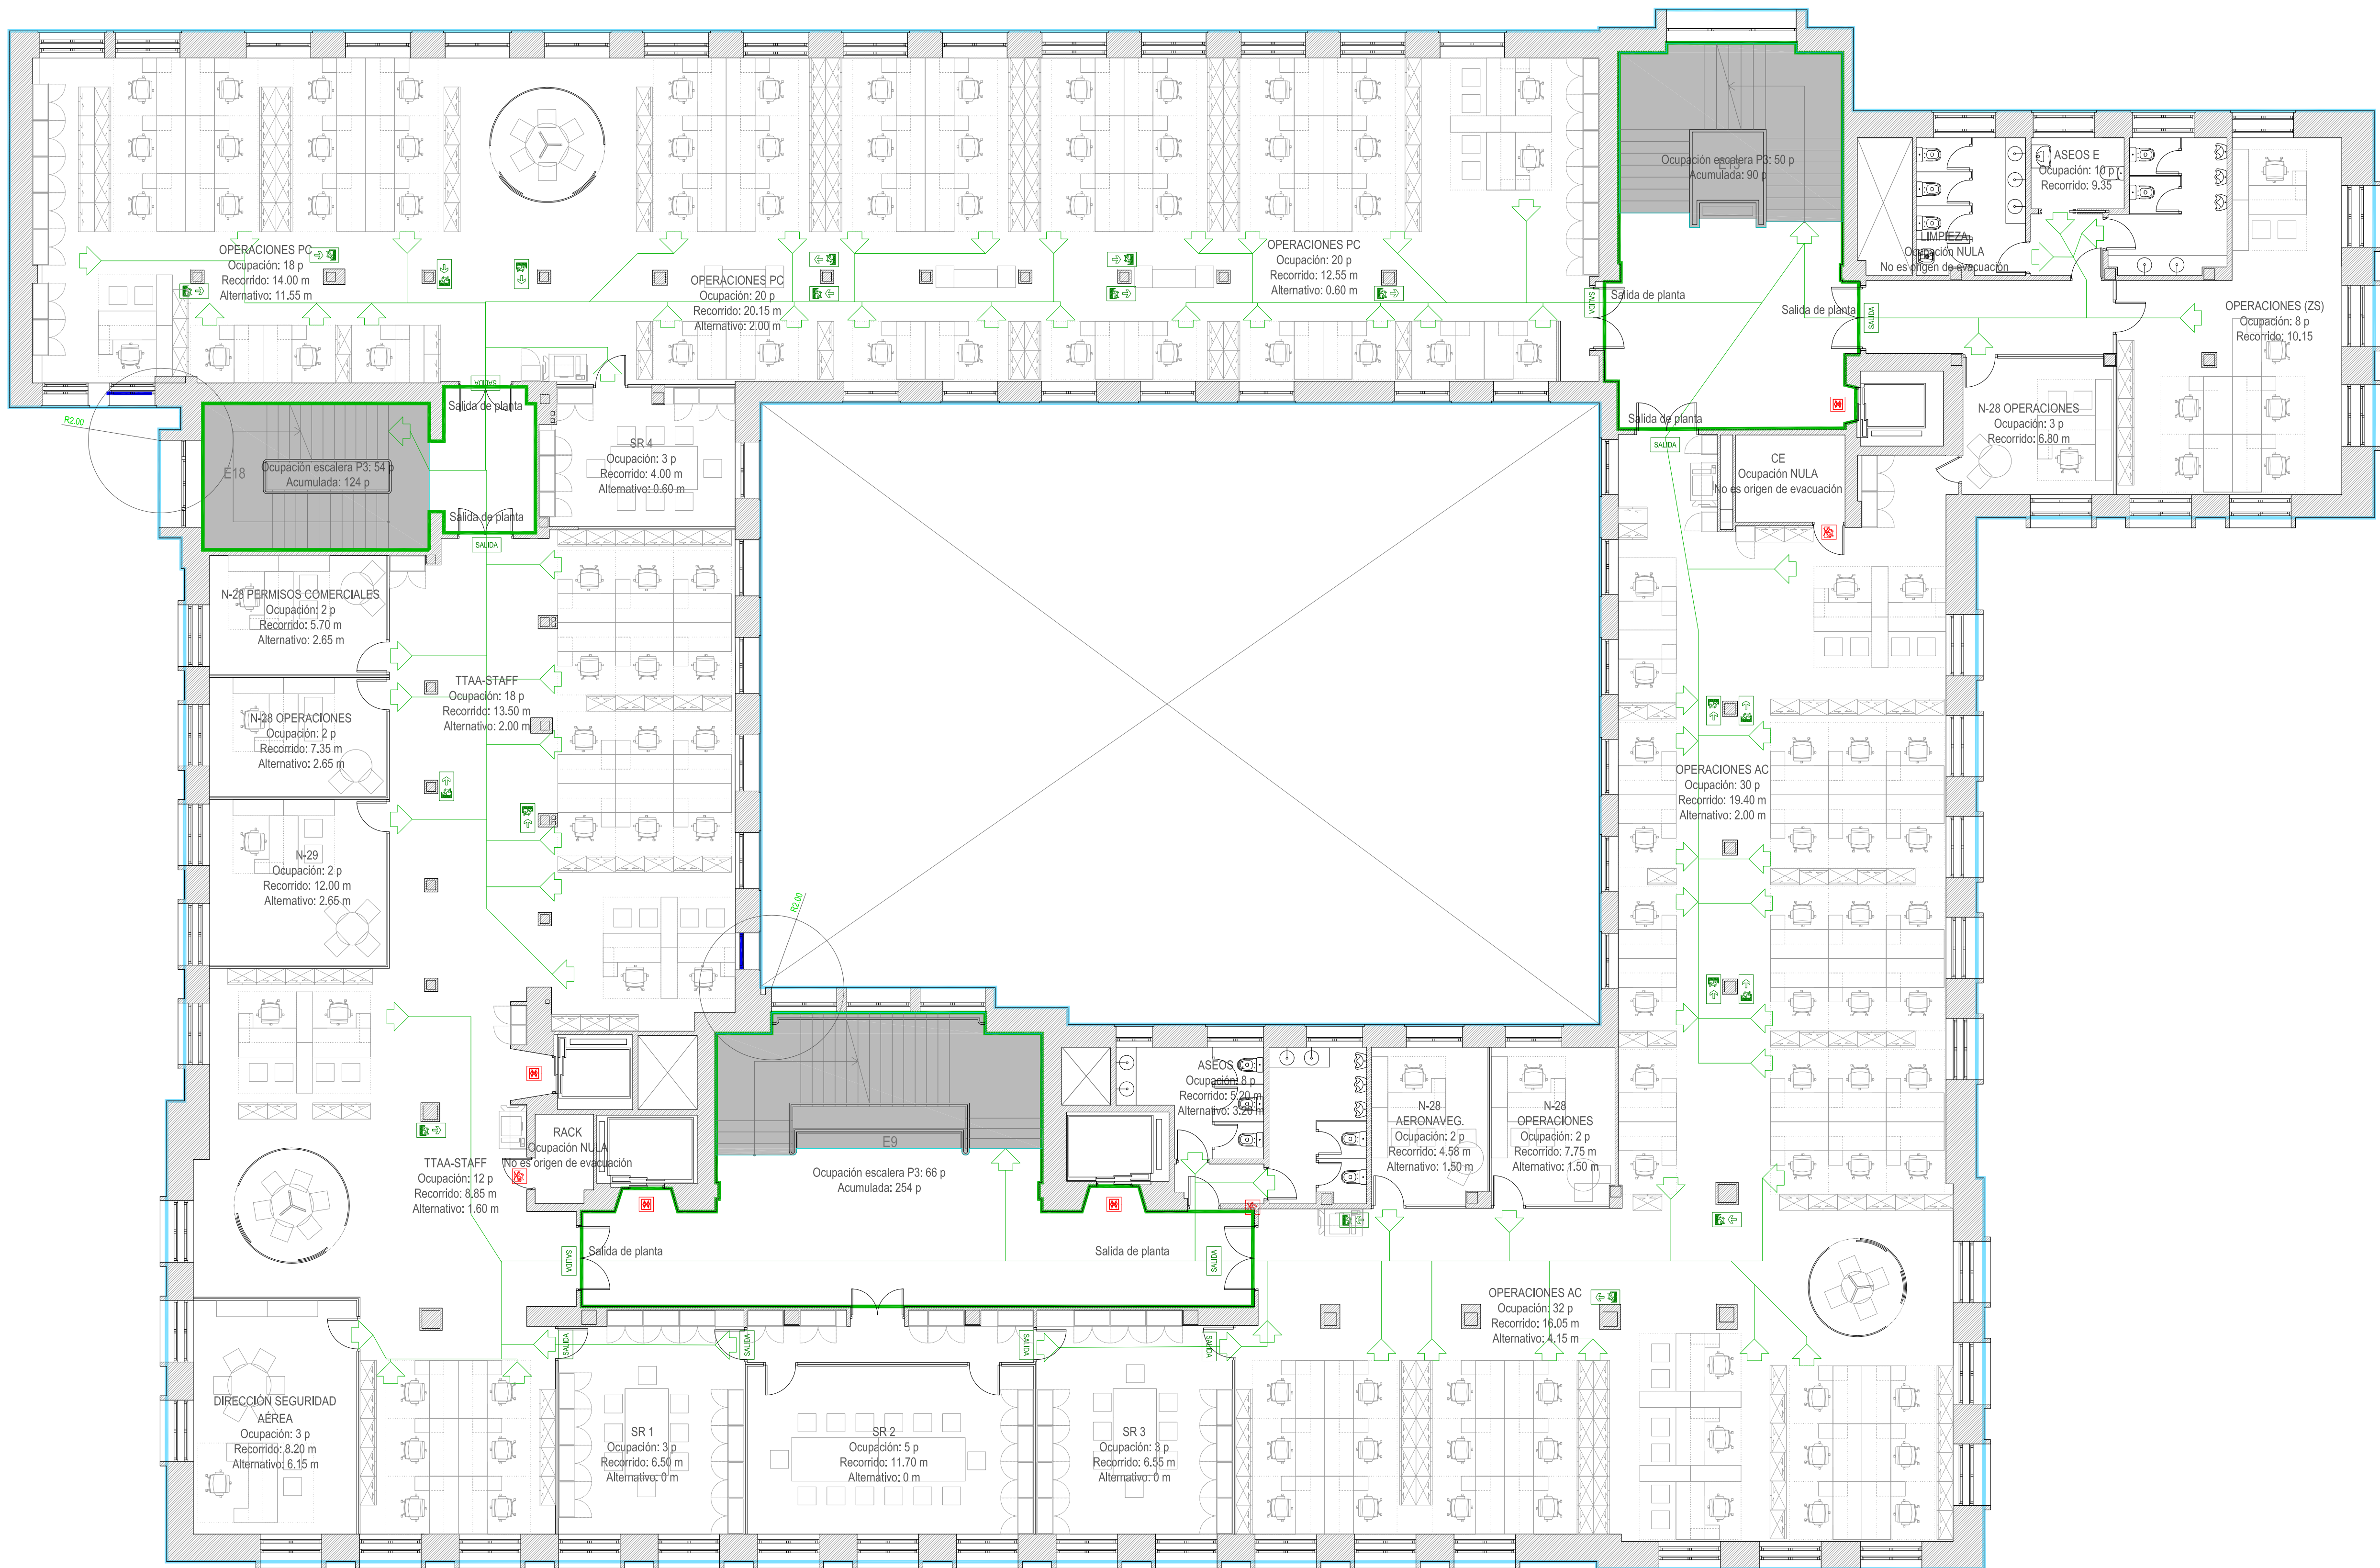 OPERACIONES PC
Ocupación: 18 p
Recorrido: 14.00 m
Alternativo: 11.55 m
OPERACIONES PC
Ocupación: 20 p
Recorrido: 20.15 m
Alternativo: 2.00 m
OPERACIONES PC
Ocupación: 20 p
Recorrido: 12.55 m
Alternativo: 0.60 m
Ocupación escalera P3: 50 p
Acumulada: 90 p
ASEOS E
Ocupación: 10 p
Recorrido: 9.35
LIMPIEZA
Ocupación NULA
No es origen de evacuación
OPERACIONES (ZS)
Ocupación: 8 p
Recorrido: 10.15
SALIDA
Salida de planta
Salida de planta
SALIDA
Salida de planta
SALIDA
N-28 OPERACIONES
Ocupación: 3 p
Recorrido: 6.80 m
CE
Ocupación NULA
No es origen de evacuación
R2.00
SALIDA
Salida de planta
E18
Ocupación escalera P3: 54 p
Acumulada: 124 p
Salida de planta
SALIDA
SR 4
Ocupación: 3 p
Recorrido: 4.00 m
Alternativo: 0.60 m
N-28 PERMISOS COMERCIALES
Ocupación: 2 p
Recorrido: 5.70 m
Alternativo: 2.65 m
N-28 OPERACIONES
Ocupación: 2 p
Recorrido: 7.35 m
Alternativo: 2.65 m
TTAA-STAFF
Ocupación: 18 p
Recorrido: 13.50 m
Alternativo: 2.00 m
N-29
Ocupación: 2 p
Recorrido: 12.00 m
Alternativo: 2.65 m
OPERACIONES AC
Ocupación: 30 p
Recorrido: 19.40 m
Alternativo: 2.00 m
R2.00
RACK
Ocupación NULA
No es origen de evacuación
TTAA-STAFF
Ocupación: 12 p
Recorrido: 8.85 m
Alternativo: 1.60 m
E9
Ocupación escalera P3: 66 p
Acumulada: 254 p
ASEOS
Ocupación: 8 p
Recorrido: 5.20 m
Alternativo: 3.20 m
N-28
AERONAVEG.
Ocupación: 2 p
Recorrido: 4.58 m
Alternativo: 1.50 m
N-28
OPERACIONES
Ocupación: 2 p
Recorrido: 7.75 m
Alternativo: 1.50 m
SALIDA
Salida de planta
Salida de planta
SALIDA
OPERACIONES AC
Ocupación: 32 p
Recorrido: 16.05 m
Alternativo: 4.15 m
SALIDA
SALIDA
SALIDA
SALIDA
DIRECCIÓN SEGURIDAD
AÉREA
Ocupación: 3 p
Recorrido: 8.20 m
Alternativo: 6.15 m
SR 1
Ocupación: 3 p
Recorrido: 6.50 m
Alternativo: 0 m
SR 2
Ocupación: 5 p
Recorrido: 11.70 m
Alternativo: 0 m
SR 3
Ocupación: 3 p
Recorrido: 6.55 m
Alternativo: 0 m